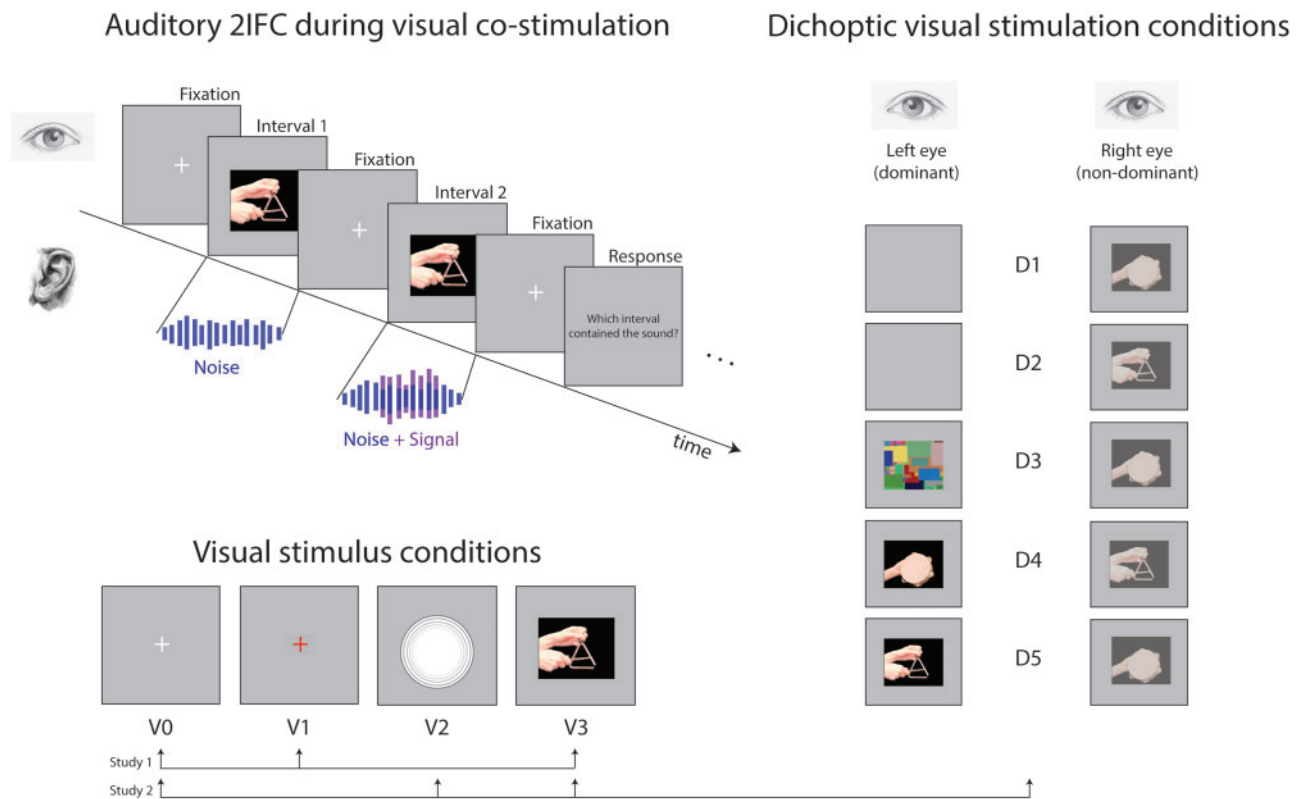 Auditory 2IFC during visual co-stimulation
Fixation
Interval 1
Fixation
Interval 2
Fixation
Response
Which interval
contained the sound?
...
Noise
Noise + Signal
time
Visual stimulus conditions
V0
V1
V2
V3
Study 1
Study 2
Dichoptic visual stimulation conditions
Left eye
(dominant)
Right eye
(non-dominant)
D1
D2
D3
D4
D5